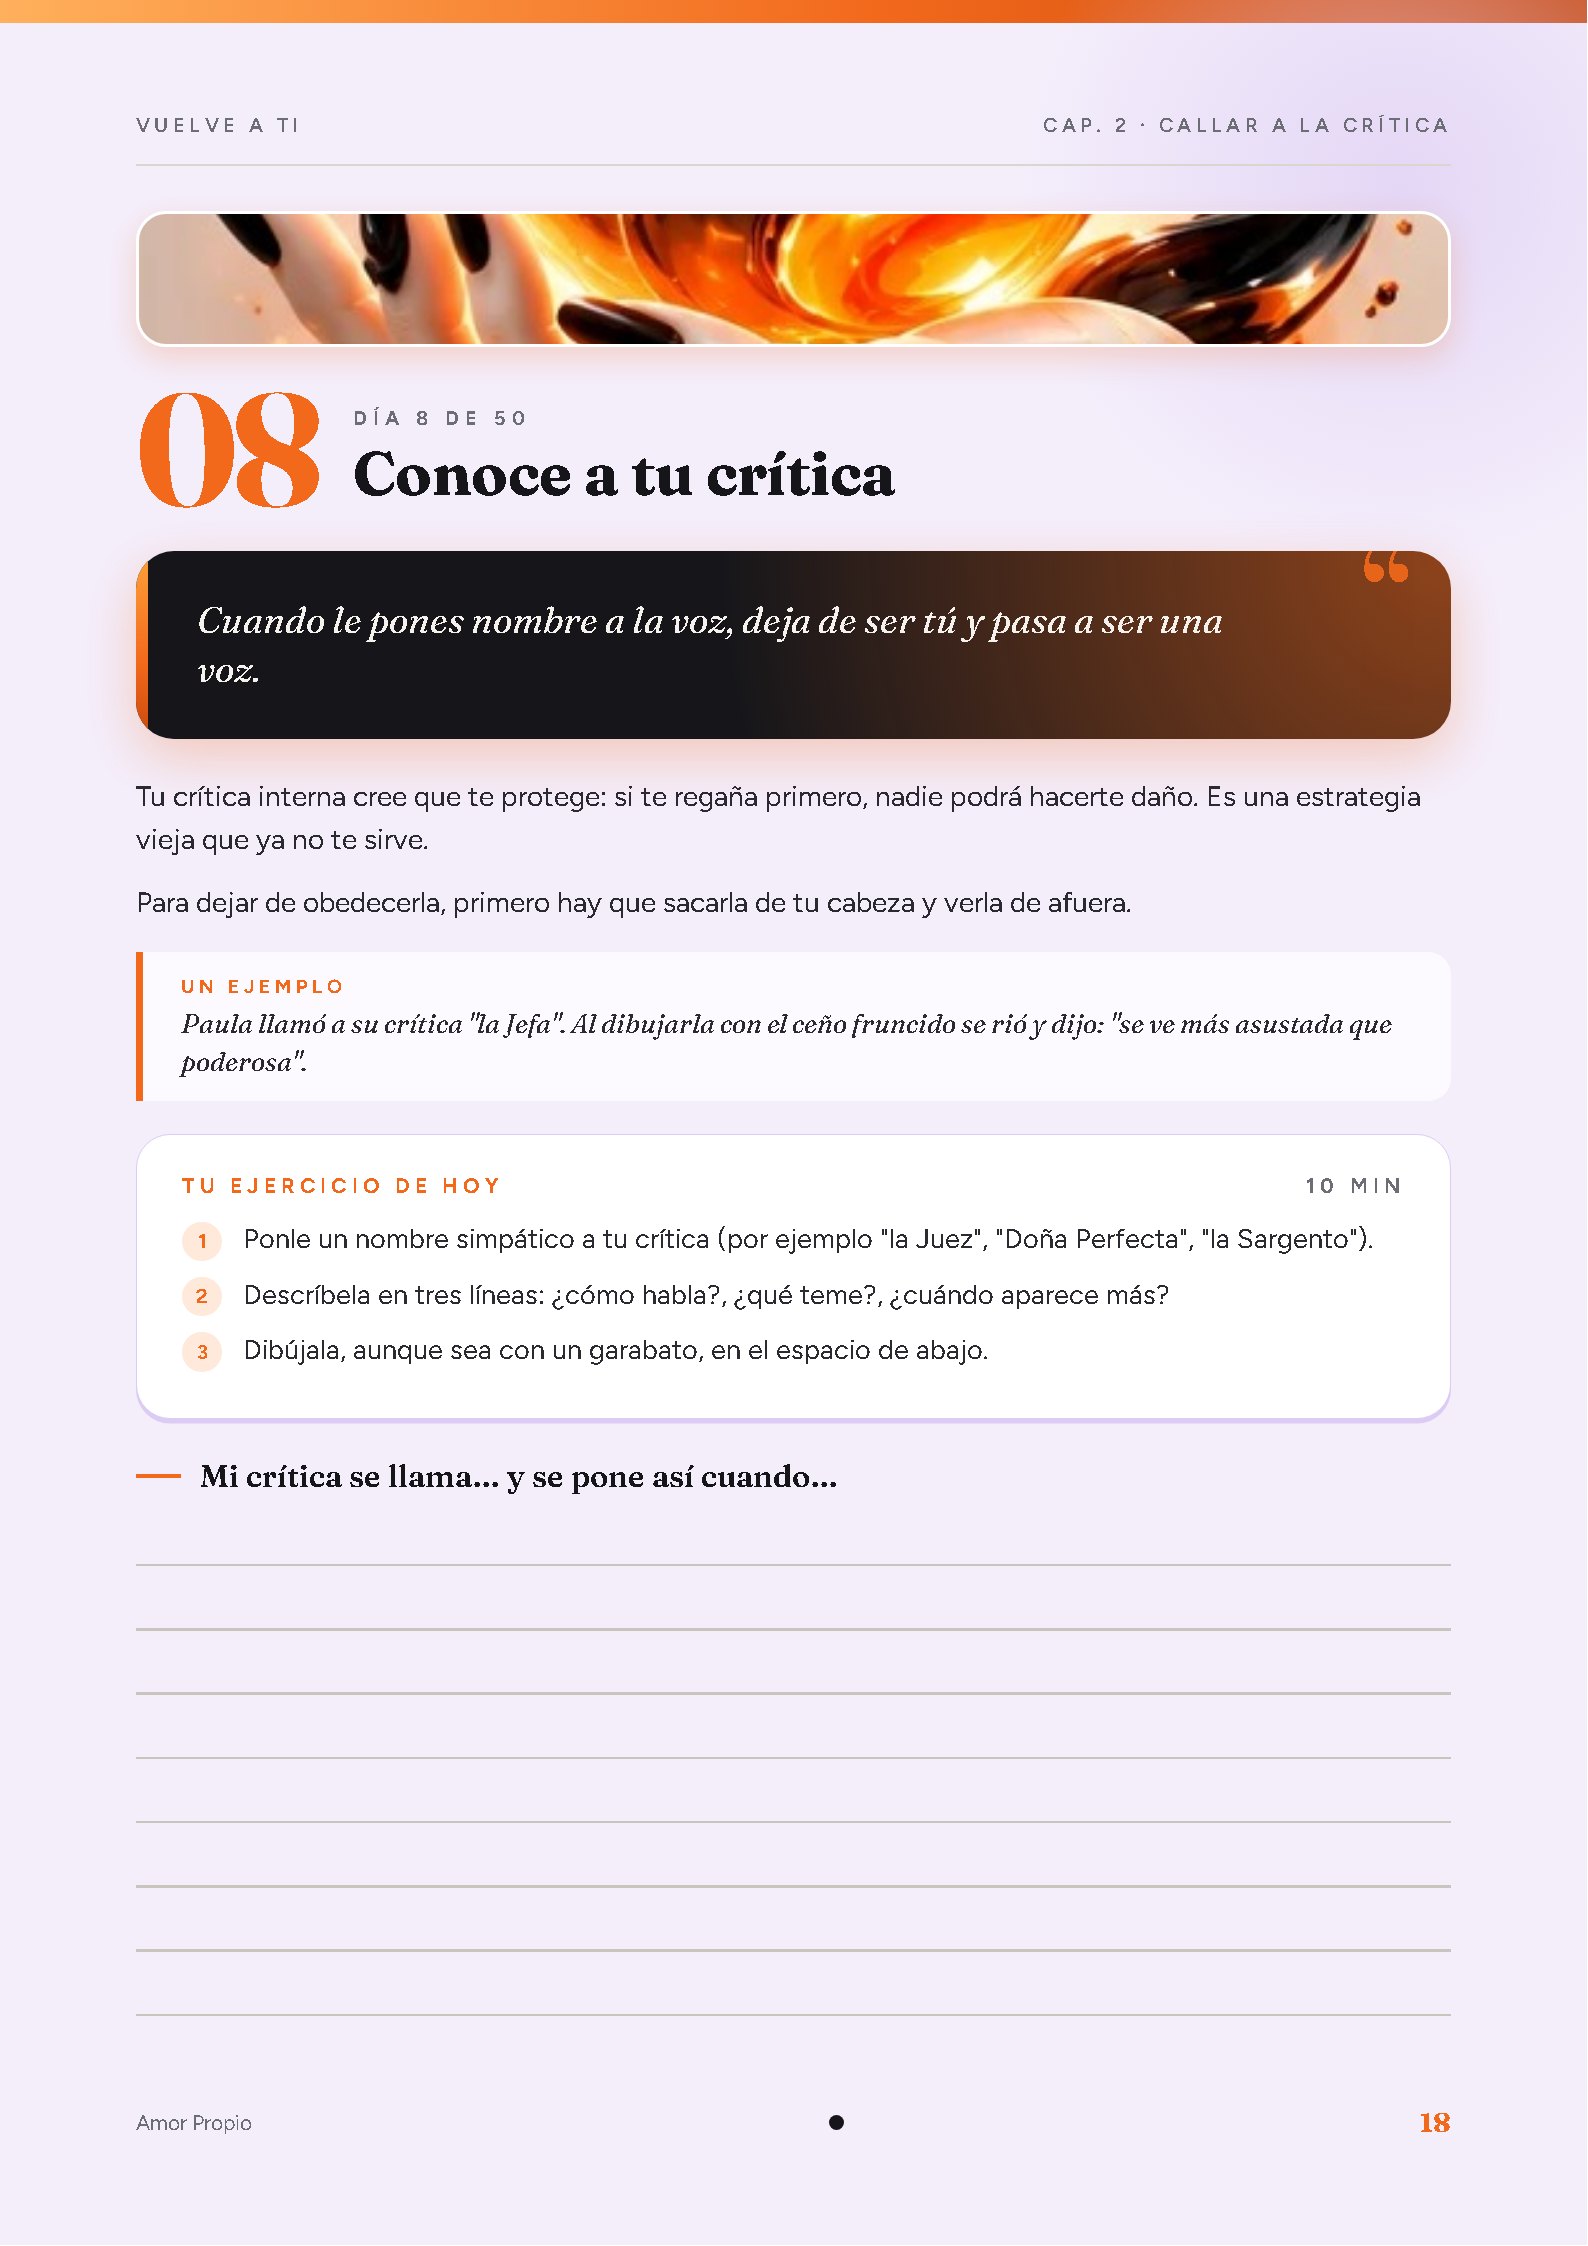 VUELVE A TI
CAP. 2 · CALLAR A LA CRÍTICA
08
DÍA 8 DE 50
Conoce a tu crítica
“
Cuando le pones nombre a la voz, deja de ser tú y pasa a ser una
voz.
Tu crítica interna cree que te protege: si te regaña primero, nadie podrá hacerte daño. Es una estrategia
vieja que ya no te sirve.
Para dejar de obedecerla, primero hay que sacarla de tu cabeza y verla de afuera.
UN EJEMPLO
Paula llamó a su crítica "la Jefa". Al dibujarla con el ceño fruncido se rió y dijo: "se ve más asustada que
poderosa".
TU EJERCICIO DE HOY
10 MIN
1 Ponle un nombre simpático a tu crítica (por ejemplo "la Juez", "Doña Perfecta", "la Sargento").
2 Descríbela en tres líneas: ¿cómo habla?, ¿qué teme?, ¿cuándo aparece más?
3 Dibújala, aunque sea con un garabato, en el espacio de abajo.
Mi crítica se llama... y se pone así cuando...
Amor Propio
18